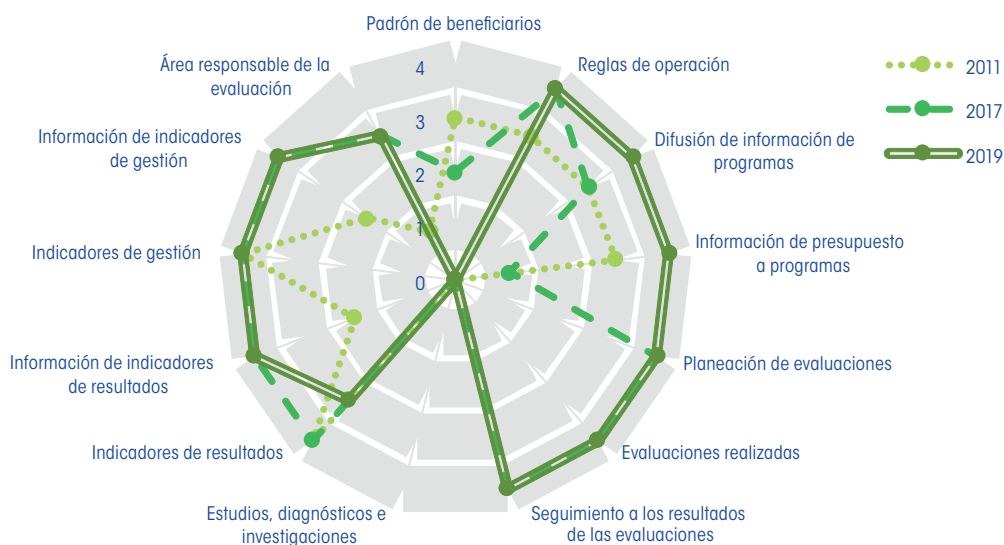 Padrón de beneficiarios
Reglas de operación
Difusión de información de
programas
Información de presupuesto
a programas
Planeación de evaluaciones
Evaluaciones realizadas
Seguimiento a los resultados
de las evaluaciones
Estudios, diagnósticos e
investigaciones
Indicadores de resultados
Información de indicadores
de resultados
Indicadores de gestión
Información de indicadores
de gestión
Área responsable de la
evaluación
4
3
2
1
0
2011
2017
2019